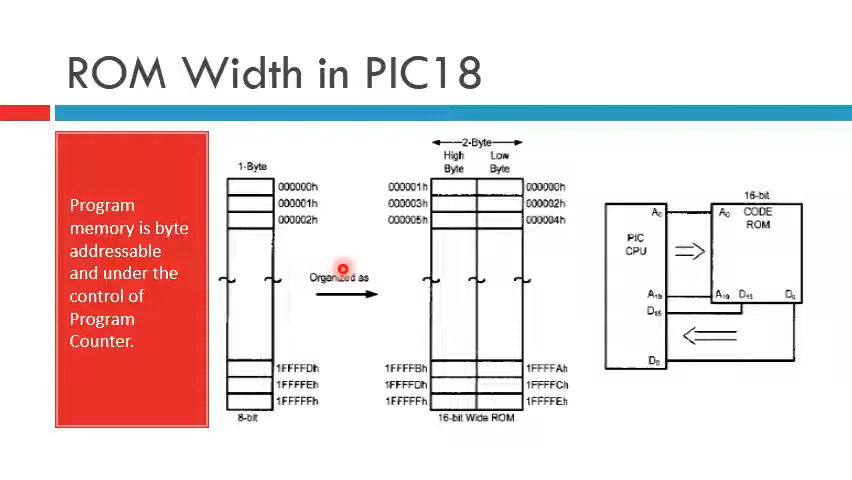 ROM Width in PIC18
Program
memory is byte
addressable
and under the
control of
Program
Counter.
1-Byte
000000h
000001h
000002h
1FFFFDh
1FFFFEh
1FFFFFh
8-bit
Organized as
2-Byte
High Low
Byte Byte
000001h 000000h
000003h 000002h
000005h 000004h
1FFFFBh 1FFFFAh
1FFFFDh 1FFFFCh
1FFFFFh 1FFFFEh
16-bit Wide ROM
16-bit
A0 A0 CODE
ROM
PIC
CPU
A19 A19 D15 D0
D15
D0